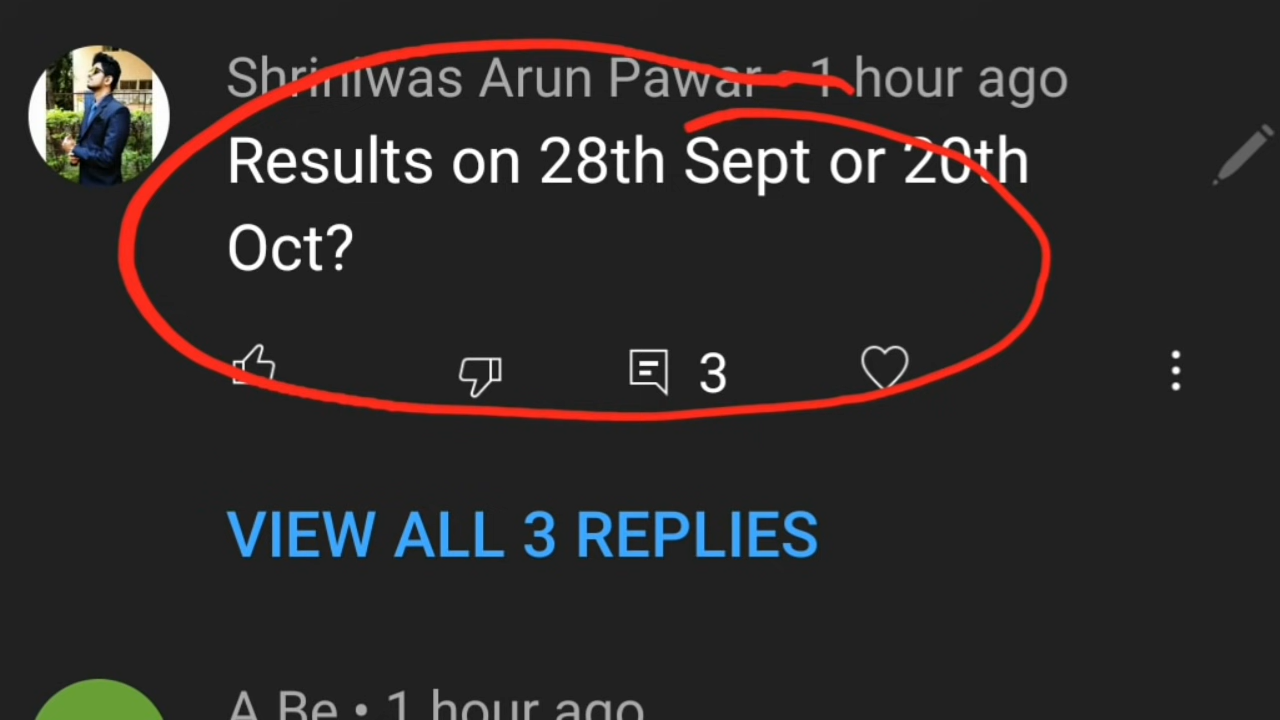 Shriniwas Arun Pawar • 1 hour ago
Results on 28th Sept or 20th
Oct?
3
VIEW ALL 3 REPLIES
A Be • 1 hour ago